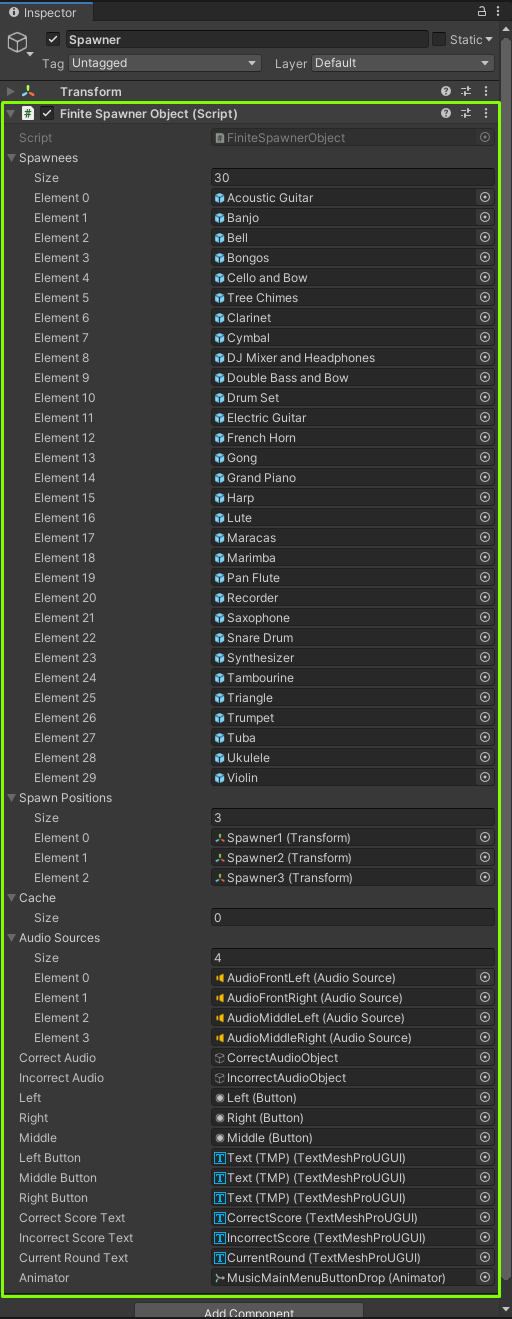 Inspector
Spawner Static
Tag Untagged Layer Default
Transform
# Finite Spawner Object (Script)
Script FiniteSpawnerObject
Spawnees
Size 30
Element 0 Acoustic Guitar
Element 1 Banjo
Element 2 Bell
Element 3 Bongos
Element 4 Cello and Bow
Element 5 Tree Chimes
Element 6 Clarinet
Element 7 Cymbal
Element 8 DJ Mixer and Headphones
Element 9 Double Bass and Bow
Element 10 Drum Set
Element 11 Electric Guitar
Element 12 French Horn
Element 13 Gong
Element 14 Grand Piano
Element 15 Harp
Element 16 Lute
Element 17 Maracas
Element 18 Marimba
Element 19 Pan Flute
Element 20 Recorder
Element 21 Saxophone
Element 22 Snare Drum
Element 23 Synthesizer
Element 24 Tambourine
Element 25 Triangle
Element 26 Trumpet
Element 27 Tuba
Element 28 Ukulele
Element 29 Violin
Spawn Positions
Size 3
Element 0 Spawner1 (Transform)
Element 1 Spawner2 (Transform)
Element 2 Spawner3 (Transform)
Cache
Size 0
Audio Sources
Size 4
Element 0 AudioFrontLeft (Audio Source)
Element 1 AudioFrontRight (Audio Source)
Element 2 AudioMiddleLeft (Audio Source)
Element 3 AudioMiddleRight (Audio Source)
Correct Audio CorrectAudioObject
Incorrect Audio IncorrectAudioObject
Left Left (Button)
Right Right (Button)
Middle Middle (Button)
Left Button Text (TMP) (TextMeshProUGUI)
Middle Button Text (TMP) (TextMeshProUGUI)
Right Button Text (TMP) (TextMeshProUGUI)
Correct Score Text CorrectScore (TextMeshProUGUI)
Incorrect Score Text IncorrectScore (TextMeshProUGUI)
Current Round Text CurrentRound (TextMeshProUGUI)
Animator MusicMainMenuButtonDrop (Animator)
Add Component